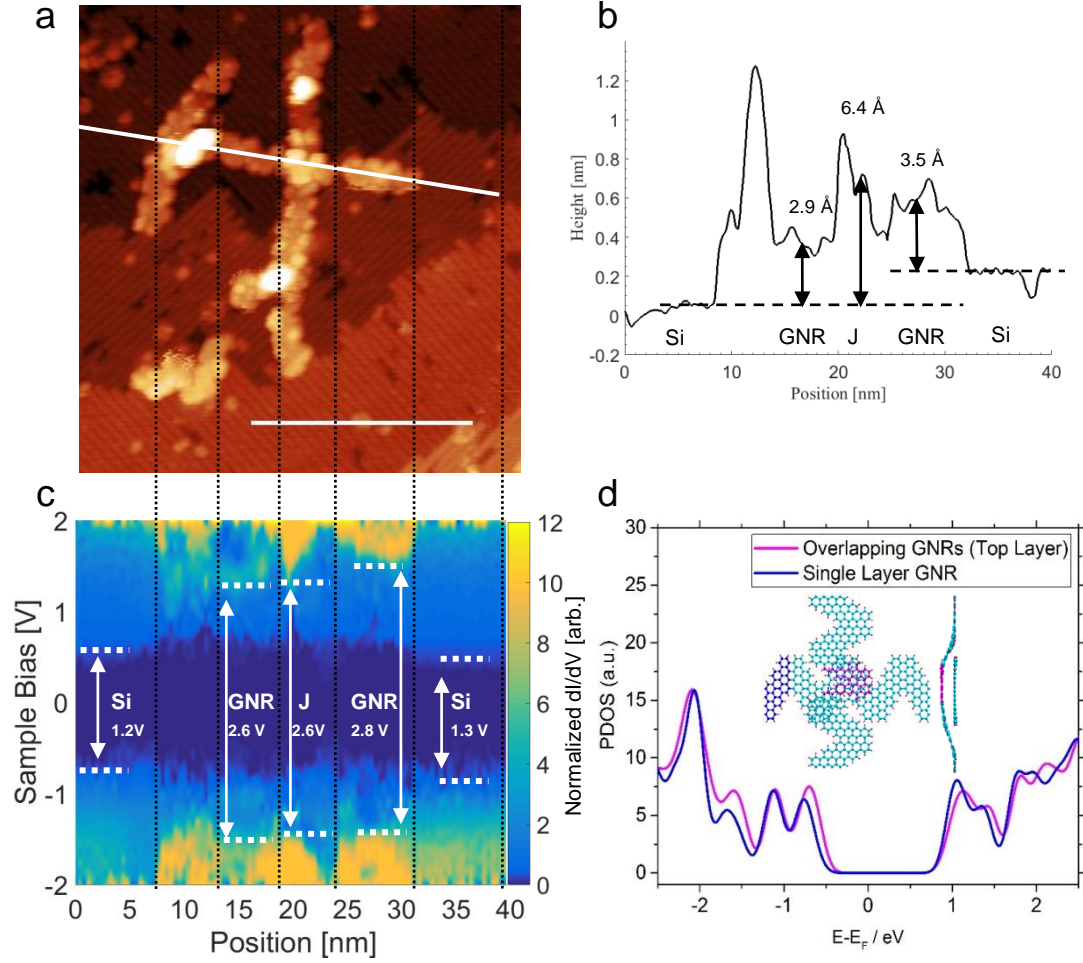 a
b
1.2
1
0.8
0.6
0.4
0.2
0
-0.2
Height [nm]
2.9 Å
6.4 Å
3.5 Å
Si
GNR
J
GNR
Si
0
10
20
30
40
Position [nm]
c
2
1
0
-1
-2
Sample Bias [V]
Si
1.2V
GNR
2.6 V
J
2.6V
GNR
2.8 V
Si
1.3 V
0 5 10 15 20 25 30 35 40
Position [nm]
12
10
8
6
4
2
0
Normalized dI/dV [arb.]
d
30
25
20
15
10
5
0
PDOS (a.u.)
Overlapping GNRs (Top Layer)
Single Layer GNR
-2 -1 0 1 2
E-E_F / eV